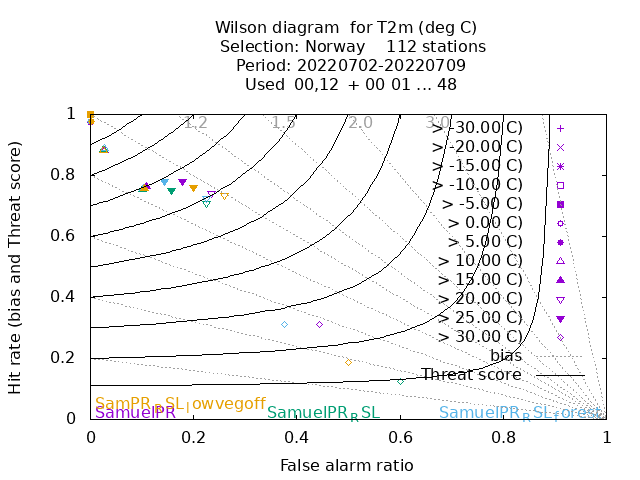 Wilson diagram  for T2m (deg C)
Selection: Norway    112 stations
Period: 20220702-20220709
Used  00,12  + 00 01 ... 48
1.2 1.5 2.0 3.0
> -30.00 C)
> -20.00 C)
> -15.00 C)
> -10.00 C)
> -5.00 C)
> 0.00 C)
> 5.00 C)
> 10.00 C)
> 15.00 C)
> 20.00 C)
> 25.00 C)
> 30.00 C)
bias
Threat score
SamPR_RSL_lowvegoff
SamuelPR SamuelPR_RSL SamuelPR_RSL_forest
1
0.8
0.6
0.4
0.2
0
0 0.2 0.4 0.6 0.8 1
False alarm ratio
Hit rate (bias and Threat score)